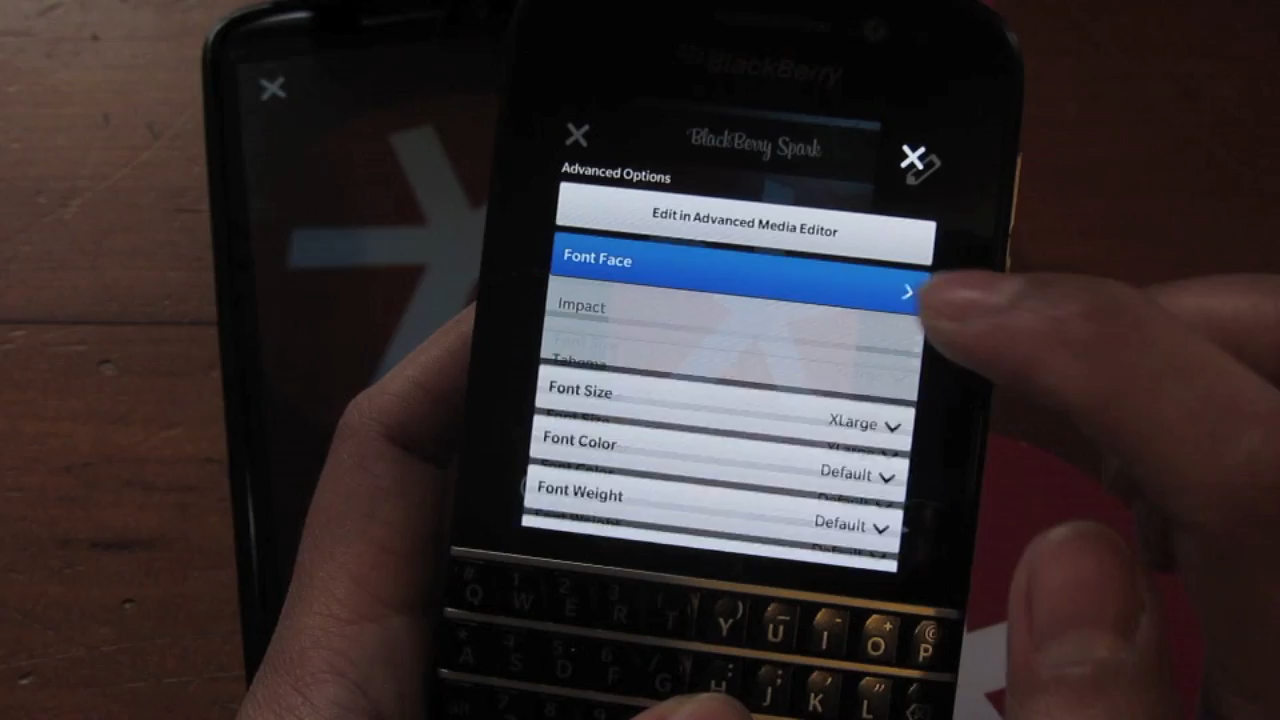 BlackBerry
BlackBerry Spark
Advanced Options
Edit in Advanced Media Editor
Font Face
Impact
Tahoma
Font Size
XLarge
Font Color
Default
Font Weight
Default
Q W E R T Y U I O P
A S D F G H J K L